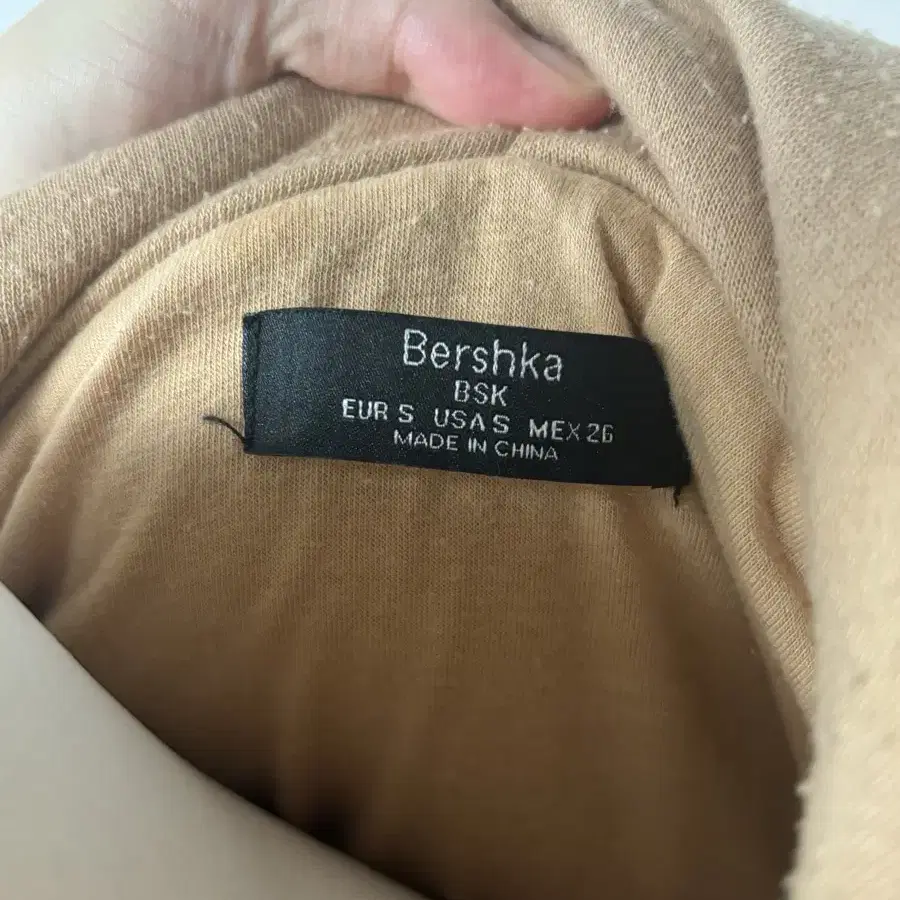 Bershka
BSK
EUR S USA S MEX 26
MADE IN CHINA